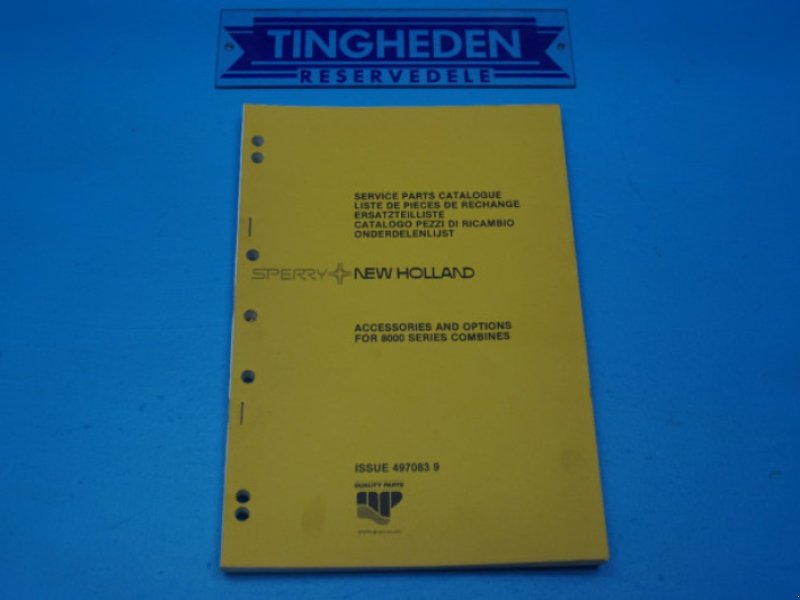 TINGHEDEN
RESERVEDELE
SERVICE PARTS CATALOGUE
LISTE DE PIECES DE RECHANGE
ERSATZTEILLISTE
CATALOGO PEZZI DI RICAMBIO
ONDERDELENLIJST
SPERRY NEW HOLLAND
ACCESSORIES AND OPTIONS
FOR 8000 SERIES COMBINES
ISSUE 497083 9
QUALITY PARTS